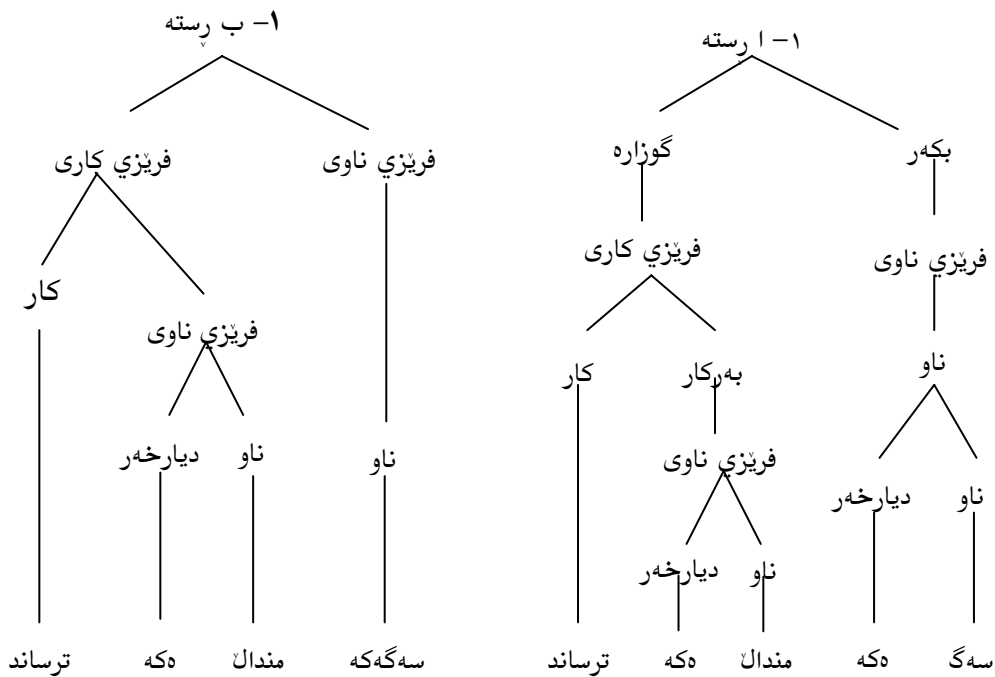 ١– ا ڕسته
١– ب ڕسته
بکەر گوزاره
فرێزي ناوی فرێزي کاری
فرێزي ناوی فرێزي کاری
ناو بەرکار کار
کار
فرێزي ناوی
فرێزي ناوی
ناو دیارخەر
ناو ناو دیارخەر
ناو دیارخەر
سەگ ەکە منداڵ ەکە ترساند
سەگەکە منداڵ ەکە ترساند